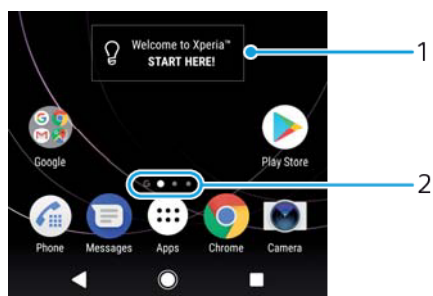 Welcome to Xperia™
START HERE!
1
Google
Play Store
G
2
Phone
Messages
Apps
Chrome
Camera